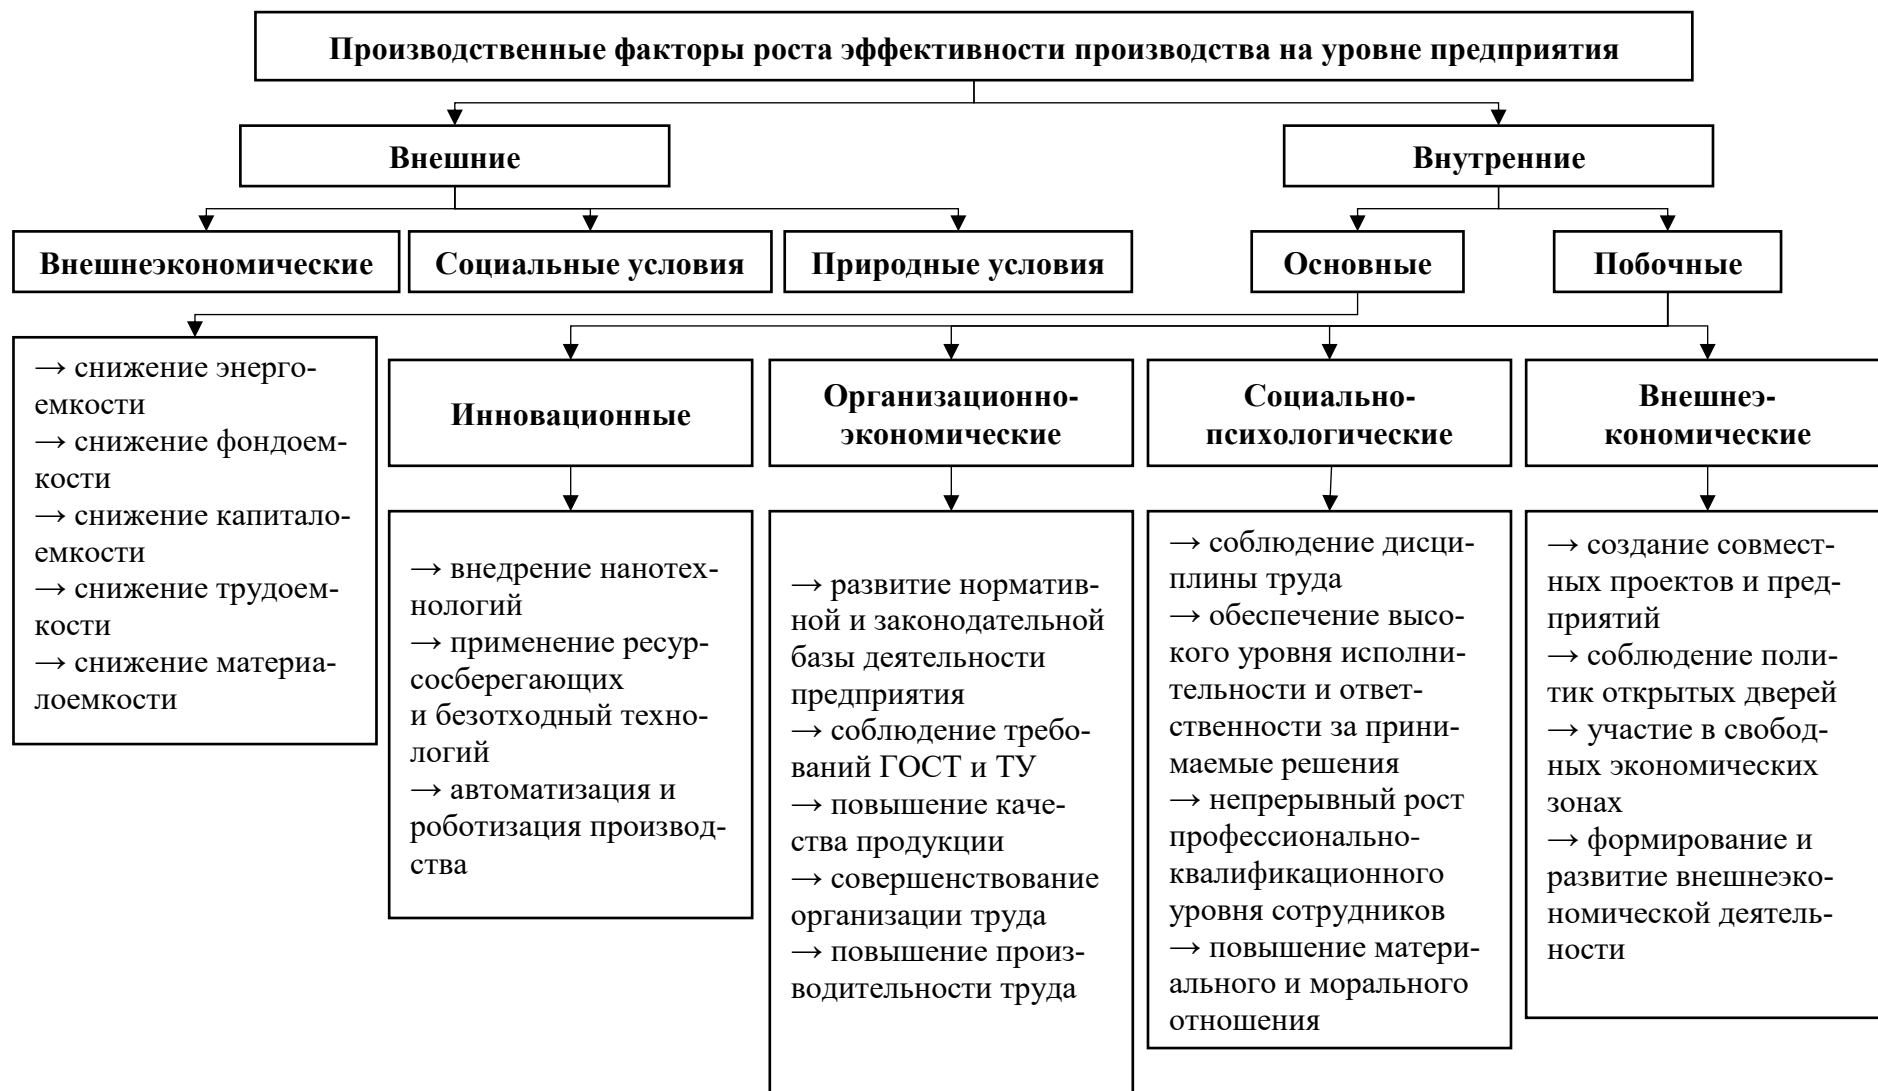 Производственные факторы роста эффективности производства на уровне предприятия
Внешние
Внутренние
Внешнеэкономические
Социальные условия
Природные условия
Основные
Побочные
→ снижение энерго-
емкости
→ снижение фондоем-
кости
→ снижение капитало-
емкости
→ снижение трудоем-
кости
→ снижение материа-
лоемкости
Инновационные
Организационно-
экономические
Социально-
психологические
Внешнеэ-
кономические
→ внедрение нанотех-
нологий
→ применение ресур-
сосберегающих
и безотходный техно-
логий
→ автоматизация и
роботизация производ-
ства
→ развитие норматив-
ной и законодательной
базы деятельности
предприятия
→ соблюдение требо-
ваний ГОСТ и ТУ
→ повышение каче-
ства продукции
→ совершенствование
организации труда
→ повышение произ-
водительности труда
→ соблюдение дисци-
плины труда
→ обеспечение высо-
кого уровня исполни-
тельности и ответ-
ственности за прини-
маемые решения
→ непрерывный рост
профессионально-
квалификационного
уровня сотрудников
→ повышение матери-
ального и морального
отношения
→ создание совмест-
ных проектов и пред-
приятий
→ соблюдение поли-
тик открытых дверей
→ участие в свобод-
ных экономических
зонах
→ формирование и
развитие внешнеэко-
номической деятель-
ности